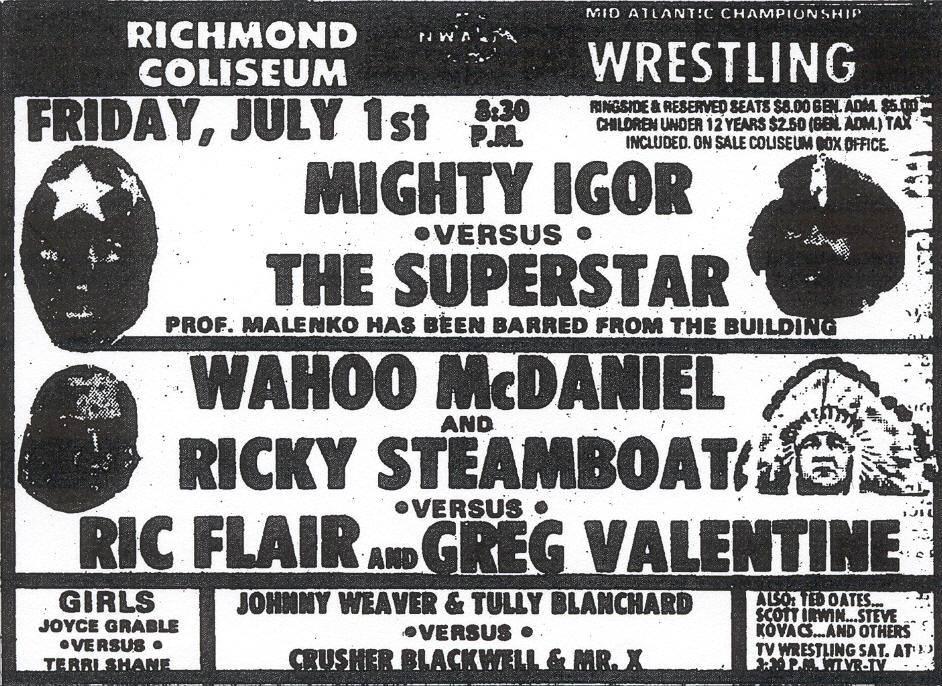 RICHMOND
COLISEUM
NWA
MID ATLANTIC CHAMPIONSHIP
WRESTLING
FRIDAY, JULY 1st
8:30
P.M.
RINGSIDE & RESERVED SEATS $6.00 GEN. ADM. $5.00
CHILDREN UNDER 12 YEARS $2.50 (GEN. ADM.) TAX
INCLUDED. ON SALE COLISEUM BOX OFFICE.
MIGHTY IGOR
• VERSUS •
THE SUPERSTAR
PROF. MALENKO HAS BEEN BARRED FROM THE BUILDING
WAHOO McDANIEL
AND
RICKY STEAMBOAT
• VERSUS •
RIC FLAIR AND GREG VALENTINE
GIRLS
JOYCE GRABLE
• VERSUS •
TERRI SHANE
JOHNNY WEAVER & TULLY BLANCHARD
• VERSUS •
CRUSHER BLACKWELL & MR. X
ALSO: TED OATES...
SCOTT IRWIN...STEVE
KOVACS...AND OTHERS
TV WRESTLING SAT. AT
3:30 P.M. WTVR-TV